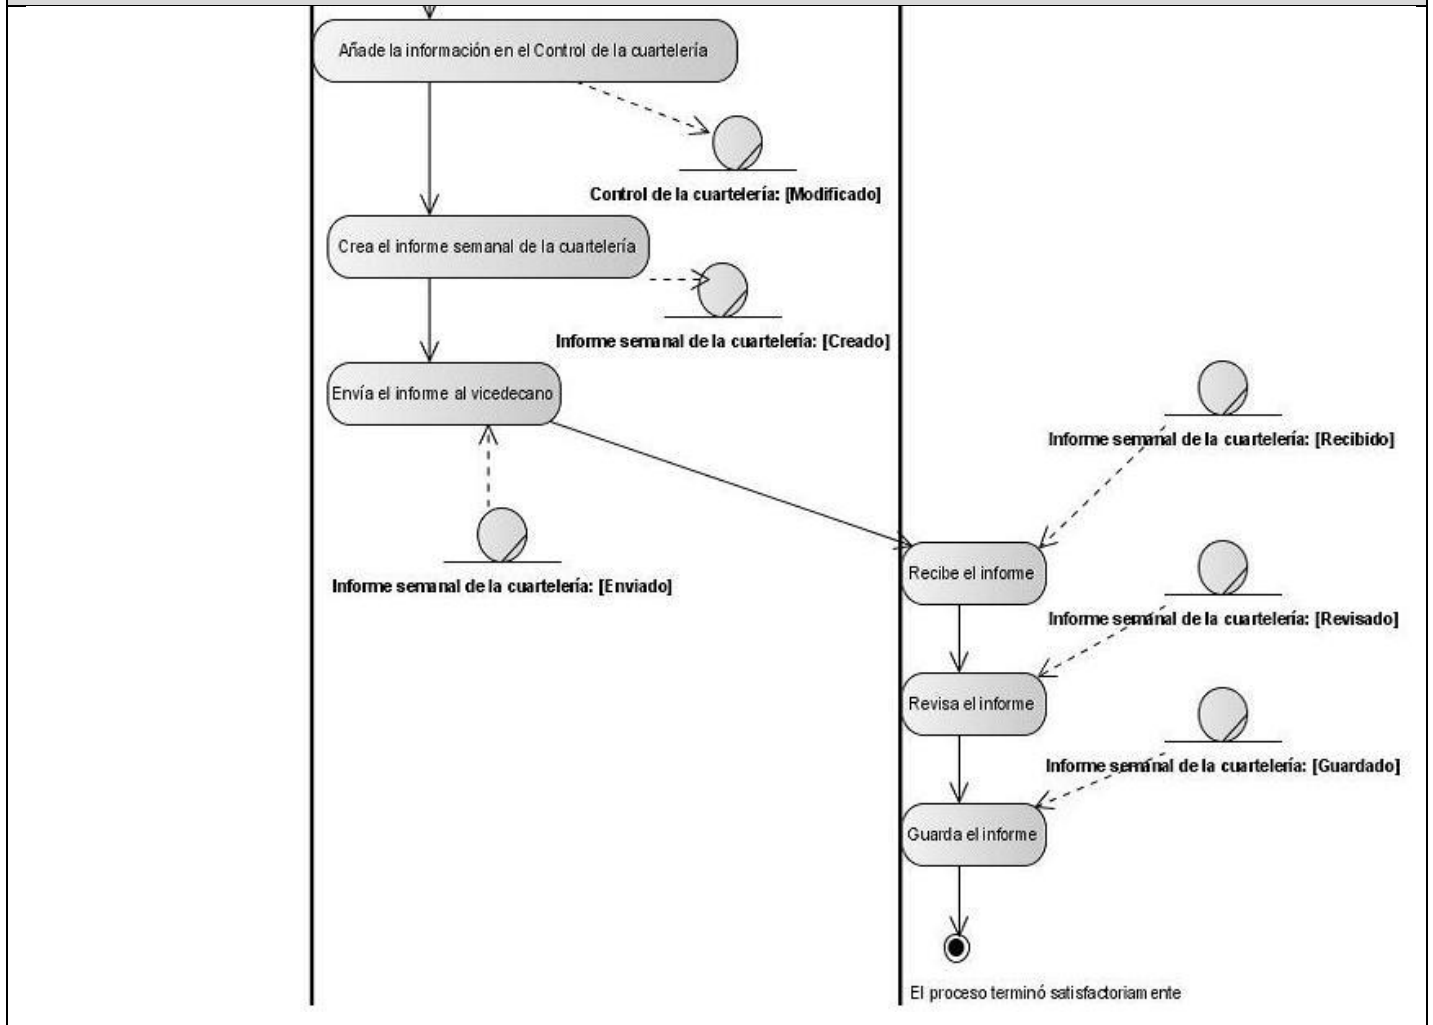 Añade la información en el Control de la cuartelería
Control de la cuartelería: [Modificado]
Crea el informe semanal de la cuartelería
Informe semanal de la cuartelería: [Creado]
Envía el informe al vicedecano
Informe semanal de la cuartelería: [Recibido]
Recibe el informe
Informe semanal de la cuartelería: [Enviado]
Informe semanal de la cuartelería: [Revisado]
Revisa el informe
Informe semanal de la cuartelería: [Guardado]
Guarda el informe
El proceso terminó satisfactoriamente